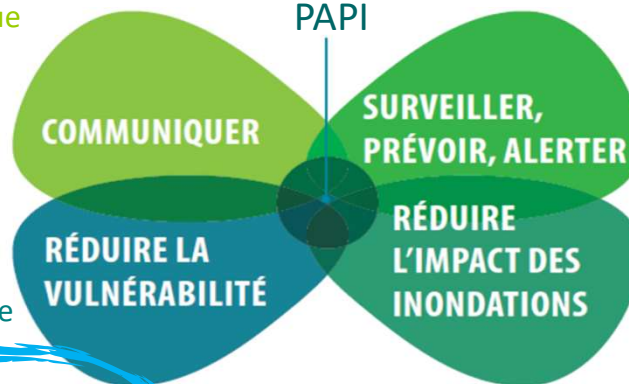 PAPI
COMMUNIQUER
SURVEILLER,
PRÉVOIR, ALERTER
RÉDUIRE LA
VULNÉRABILITÉ
RÉDUIRE
L'IMPACT DES
INONDATIONS